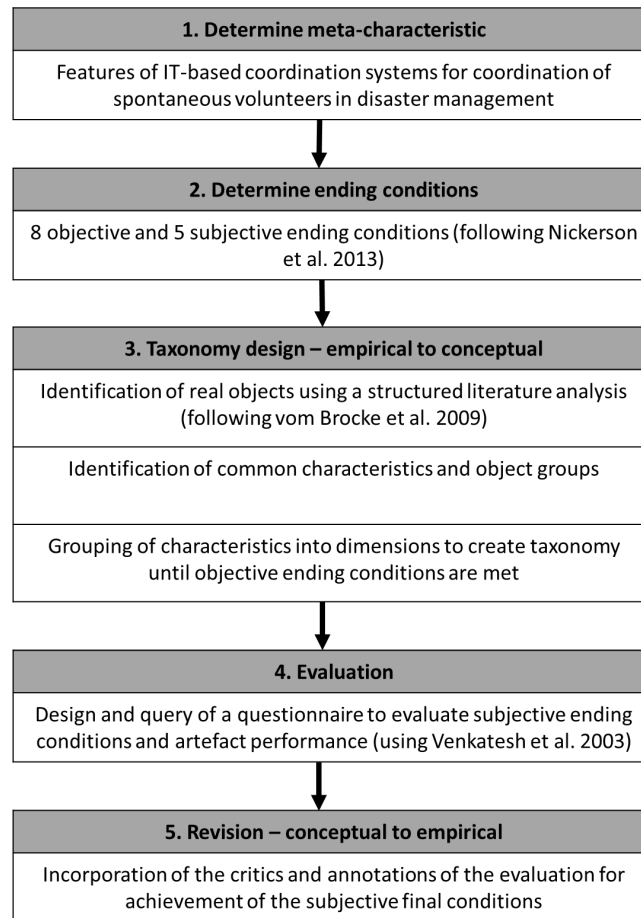 1. Determine meta-characteristic
Features of IT-based coordination systems for coordination of
spontaneous volunteers in disaster management
2. Determine ending conditions
8 objective and 5 subjective ending conditions (following Nickerson
et al. 2013)
3. Taxonomy design – empirical to conceptual
Identification of real objects using a structured literature analysis
(following vom Brocke et al. 2009)
Identification of common characteristics and object groups
Grouping of characteristics into dimensions to create taxonomy
until objective ending conditions are met
4. Evaluation
Design and query of a questionnaire to evaluate subjective ending
conditions and artefact performance (using Venkatesh et al. 2003)
5. Revision – conceptual to empirical
Incorporation of the critics and annotations of the evaluation for
achievement of the subjective final conditions